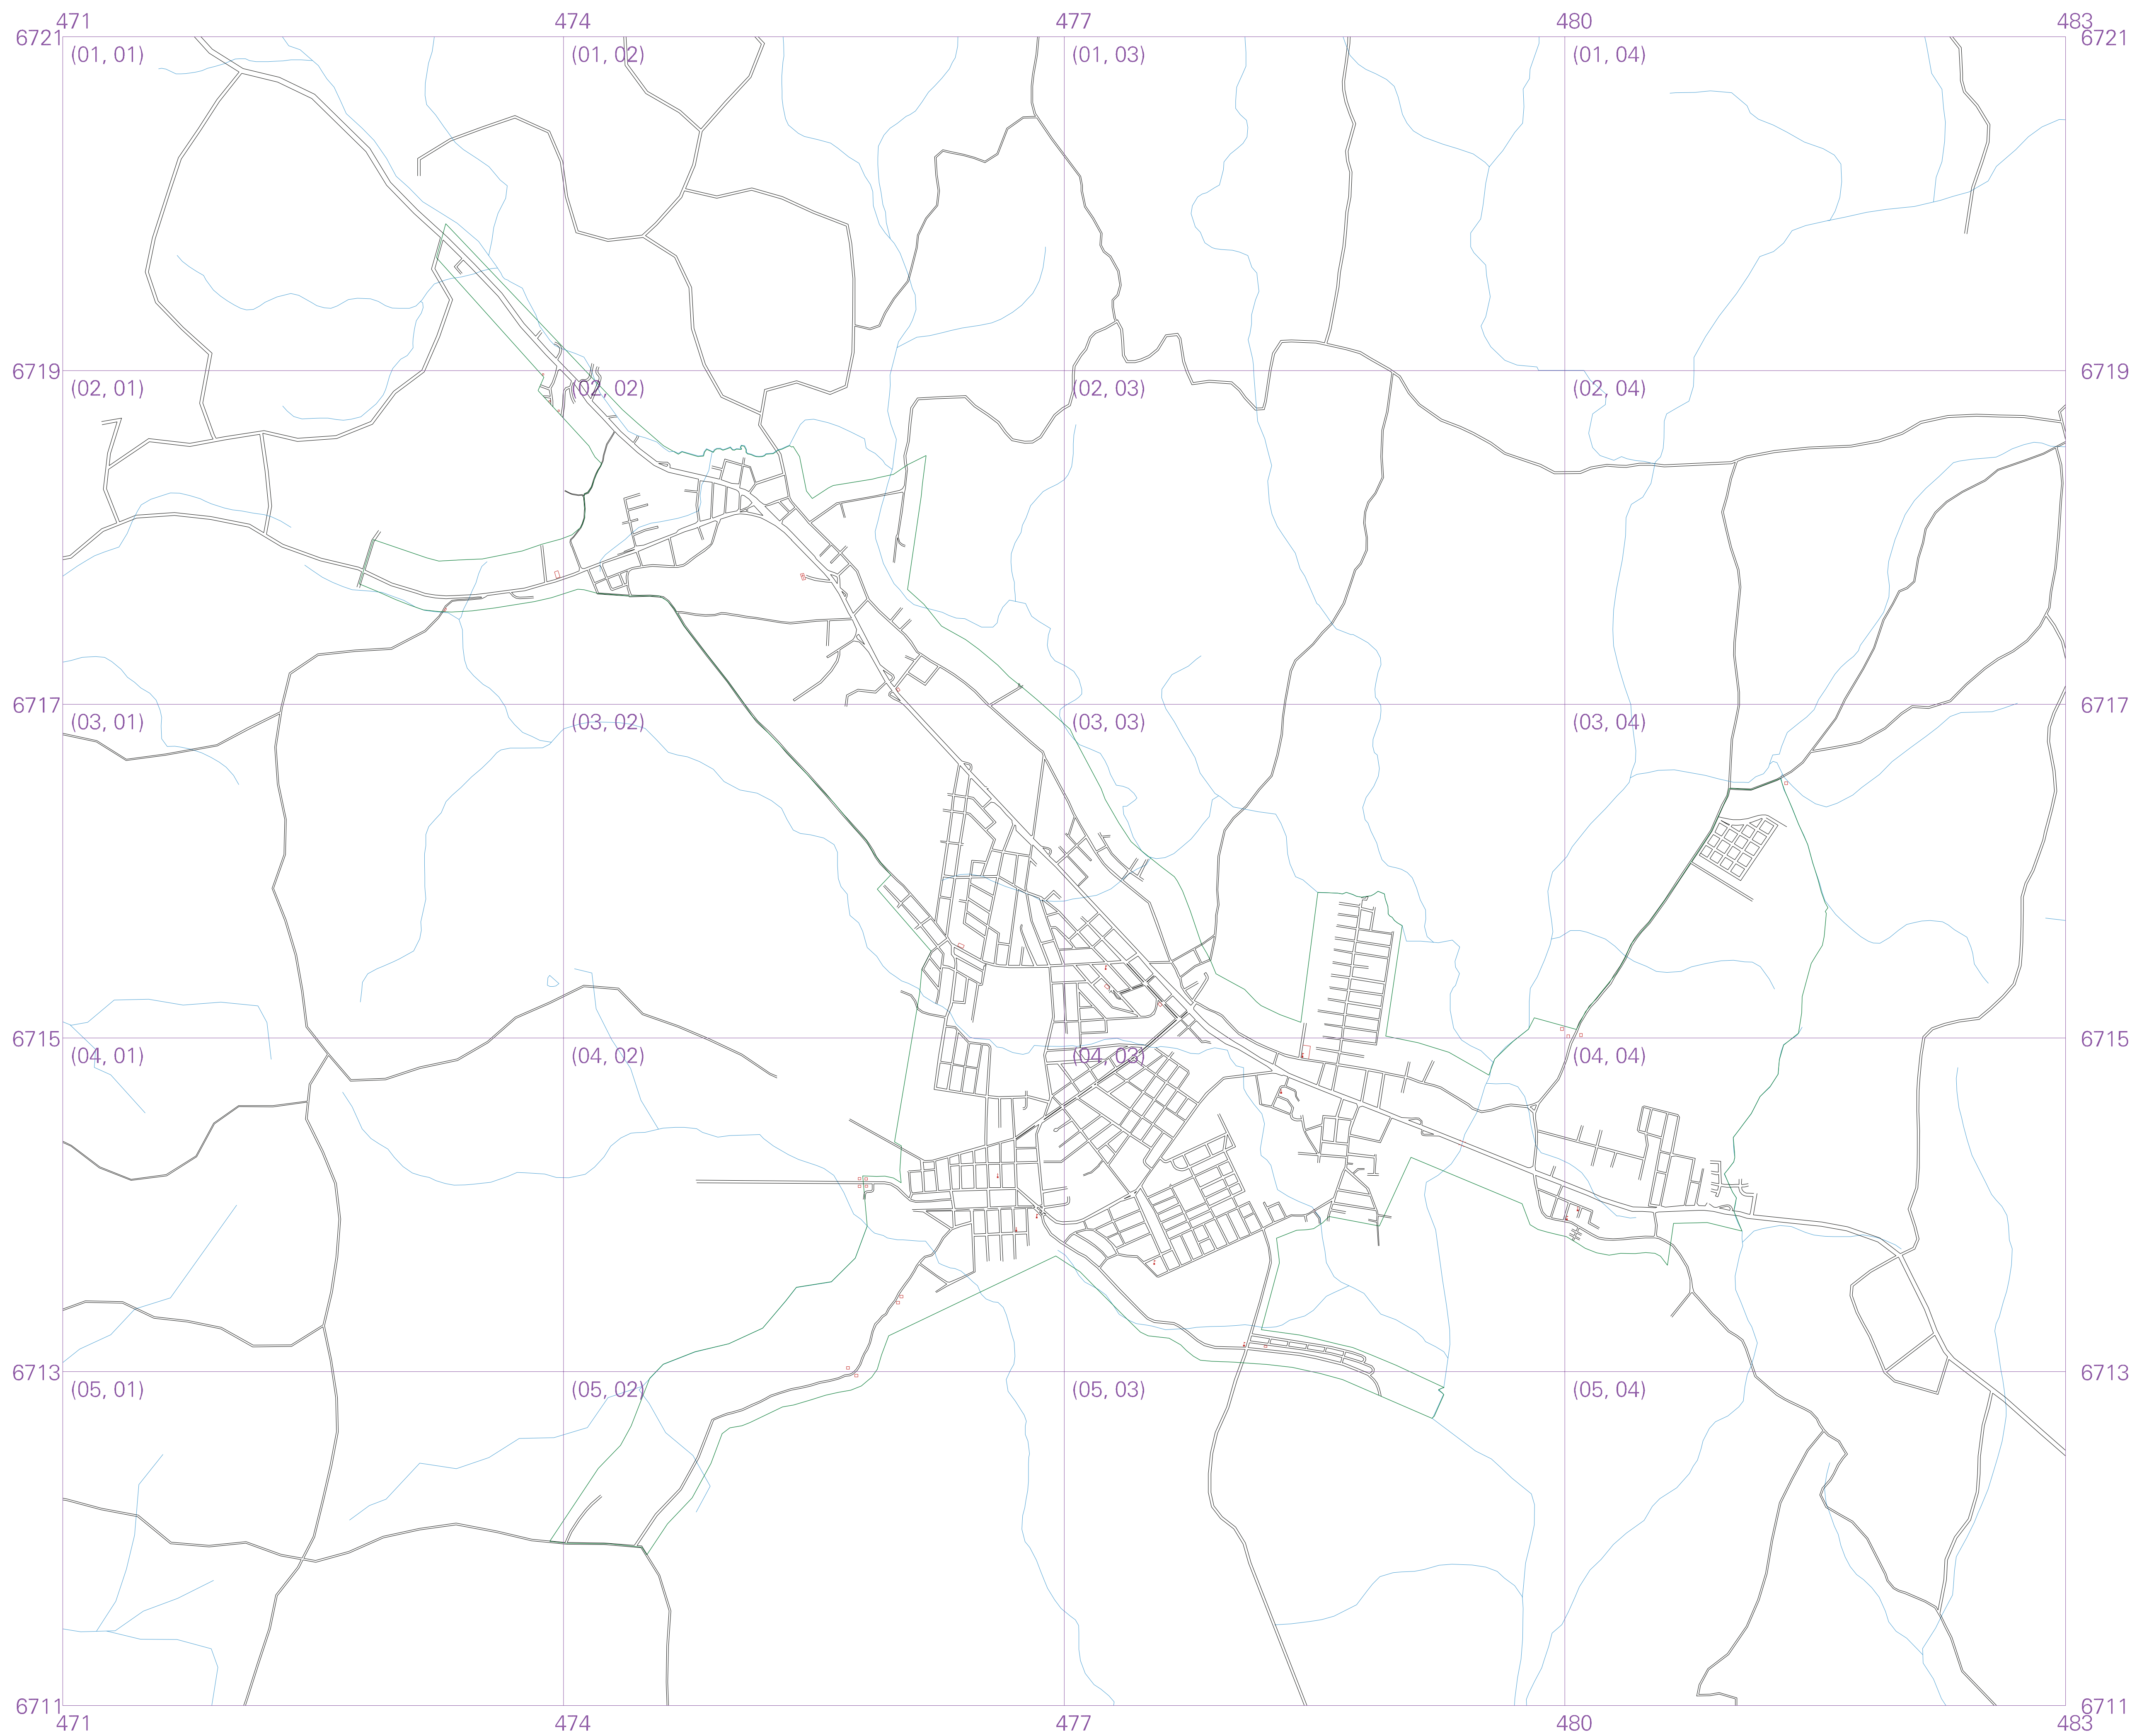 471 474 477 480 483
6721 6721
(01, 01) (01, 02) (01, 03) (01, 04)
6719 6719
(02, 01) (02, 02) (02, 03) (02, 04)
6717 6717
(03, 01) (03, 02) (03, 03) (03, 04)
6715 6715
(04, 01) (04, 02) (04, 03) (04, 04)
6713 6713
(05, 01) (05, 02) (05, 03) (05, 04)
6711 6711
471 474 477 480 483